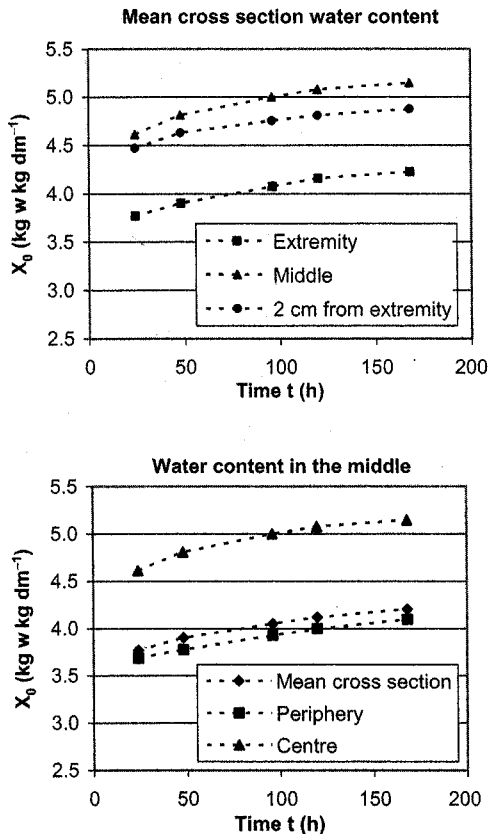 Mean cross section water content
X₀ (kg w kg dm⁻¹)
5.5
5.0
4.5
4.0
3.5
3.0
2.5
Extremity
Middle
2 cm from extremity
0 50 100 150 200
Time t (h)
Water content in the middle
X₀ (kg w kg dm⁻¹)
5.5
5.0
4.5
4.0
3.5
3.0
2.5
Mean cross section
Periphery
Centre
0 50 100 150 200
Time t (h)